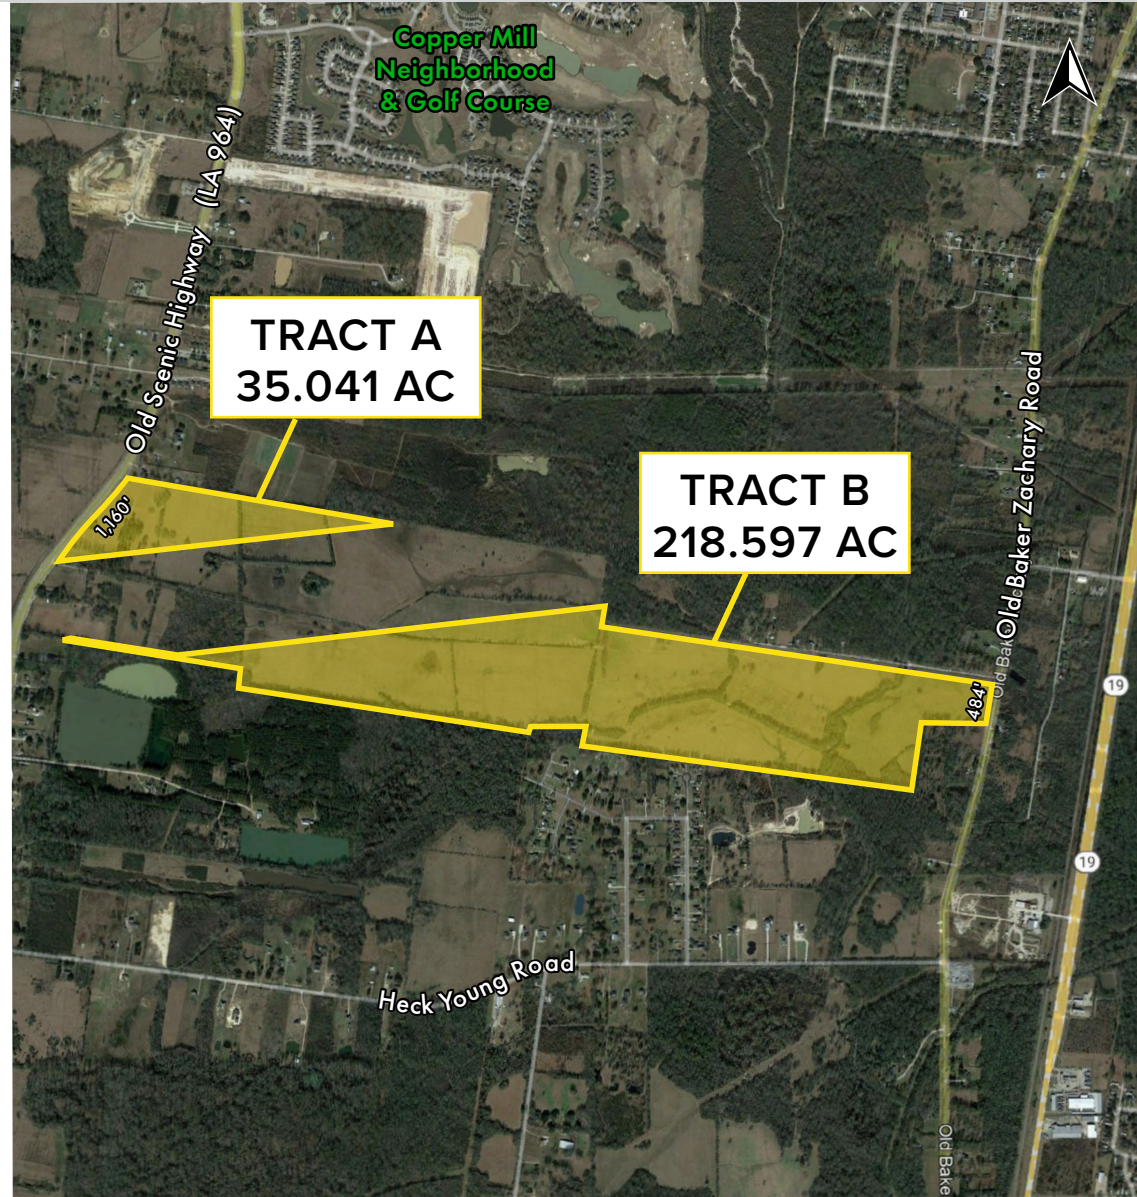 Copper Mill
Neighborhood
& Golf Course
Old Scenic Highway (LA 964)
TRACT A
35.041 AC
1,160'
TRACT B
218.597 AC
Old Baker Zachary Road
Old Bak
484'
19
19
Heck Young Road
Old Bake